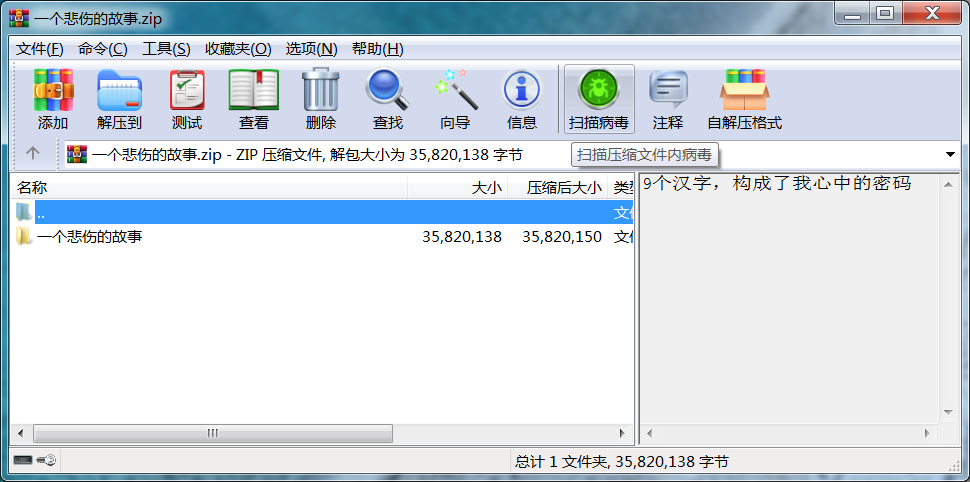 一个悲伤的故事.zip
文件(F) 命令(C) 工具(S) 收藏夹(O) 选项(N) 帮助(H)
添加 解压到 测试 查看 删除 查找 向导 信息 扫描病毒 注释 自解压格式
一个悲伤的故事.zip - ZIP 压缩文件, 解包大小为 35,820,138 字节
扫描压缩文件内病毒
名称 大小 压缩后大小 类型
.. 文件
一个悲伤的故事 35,820,138 35,820,150 文件
9个汉字，构成了我心中的密码
总计 1 文件夹, 35,820,138 字节